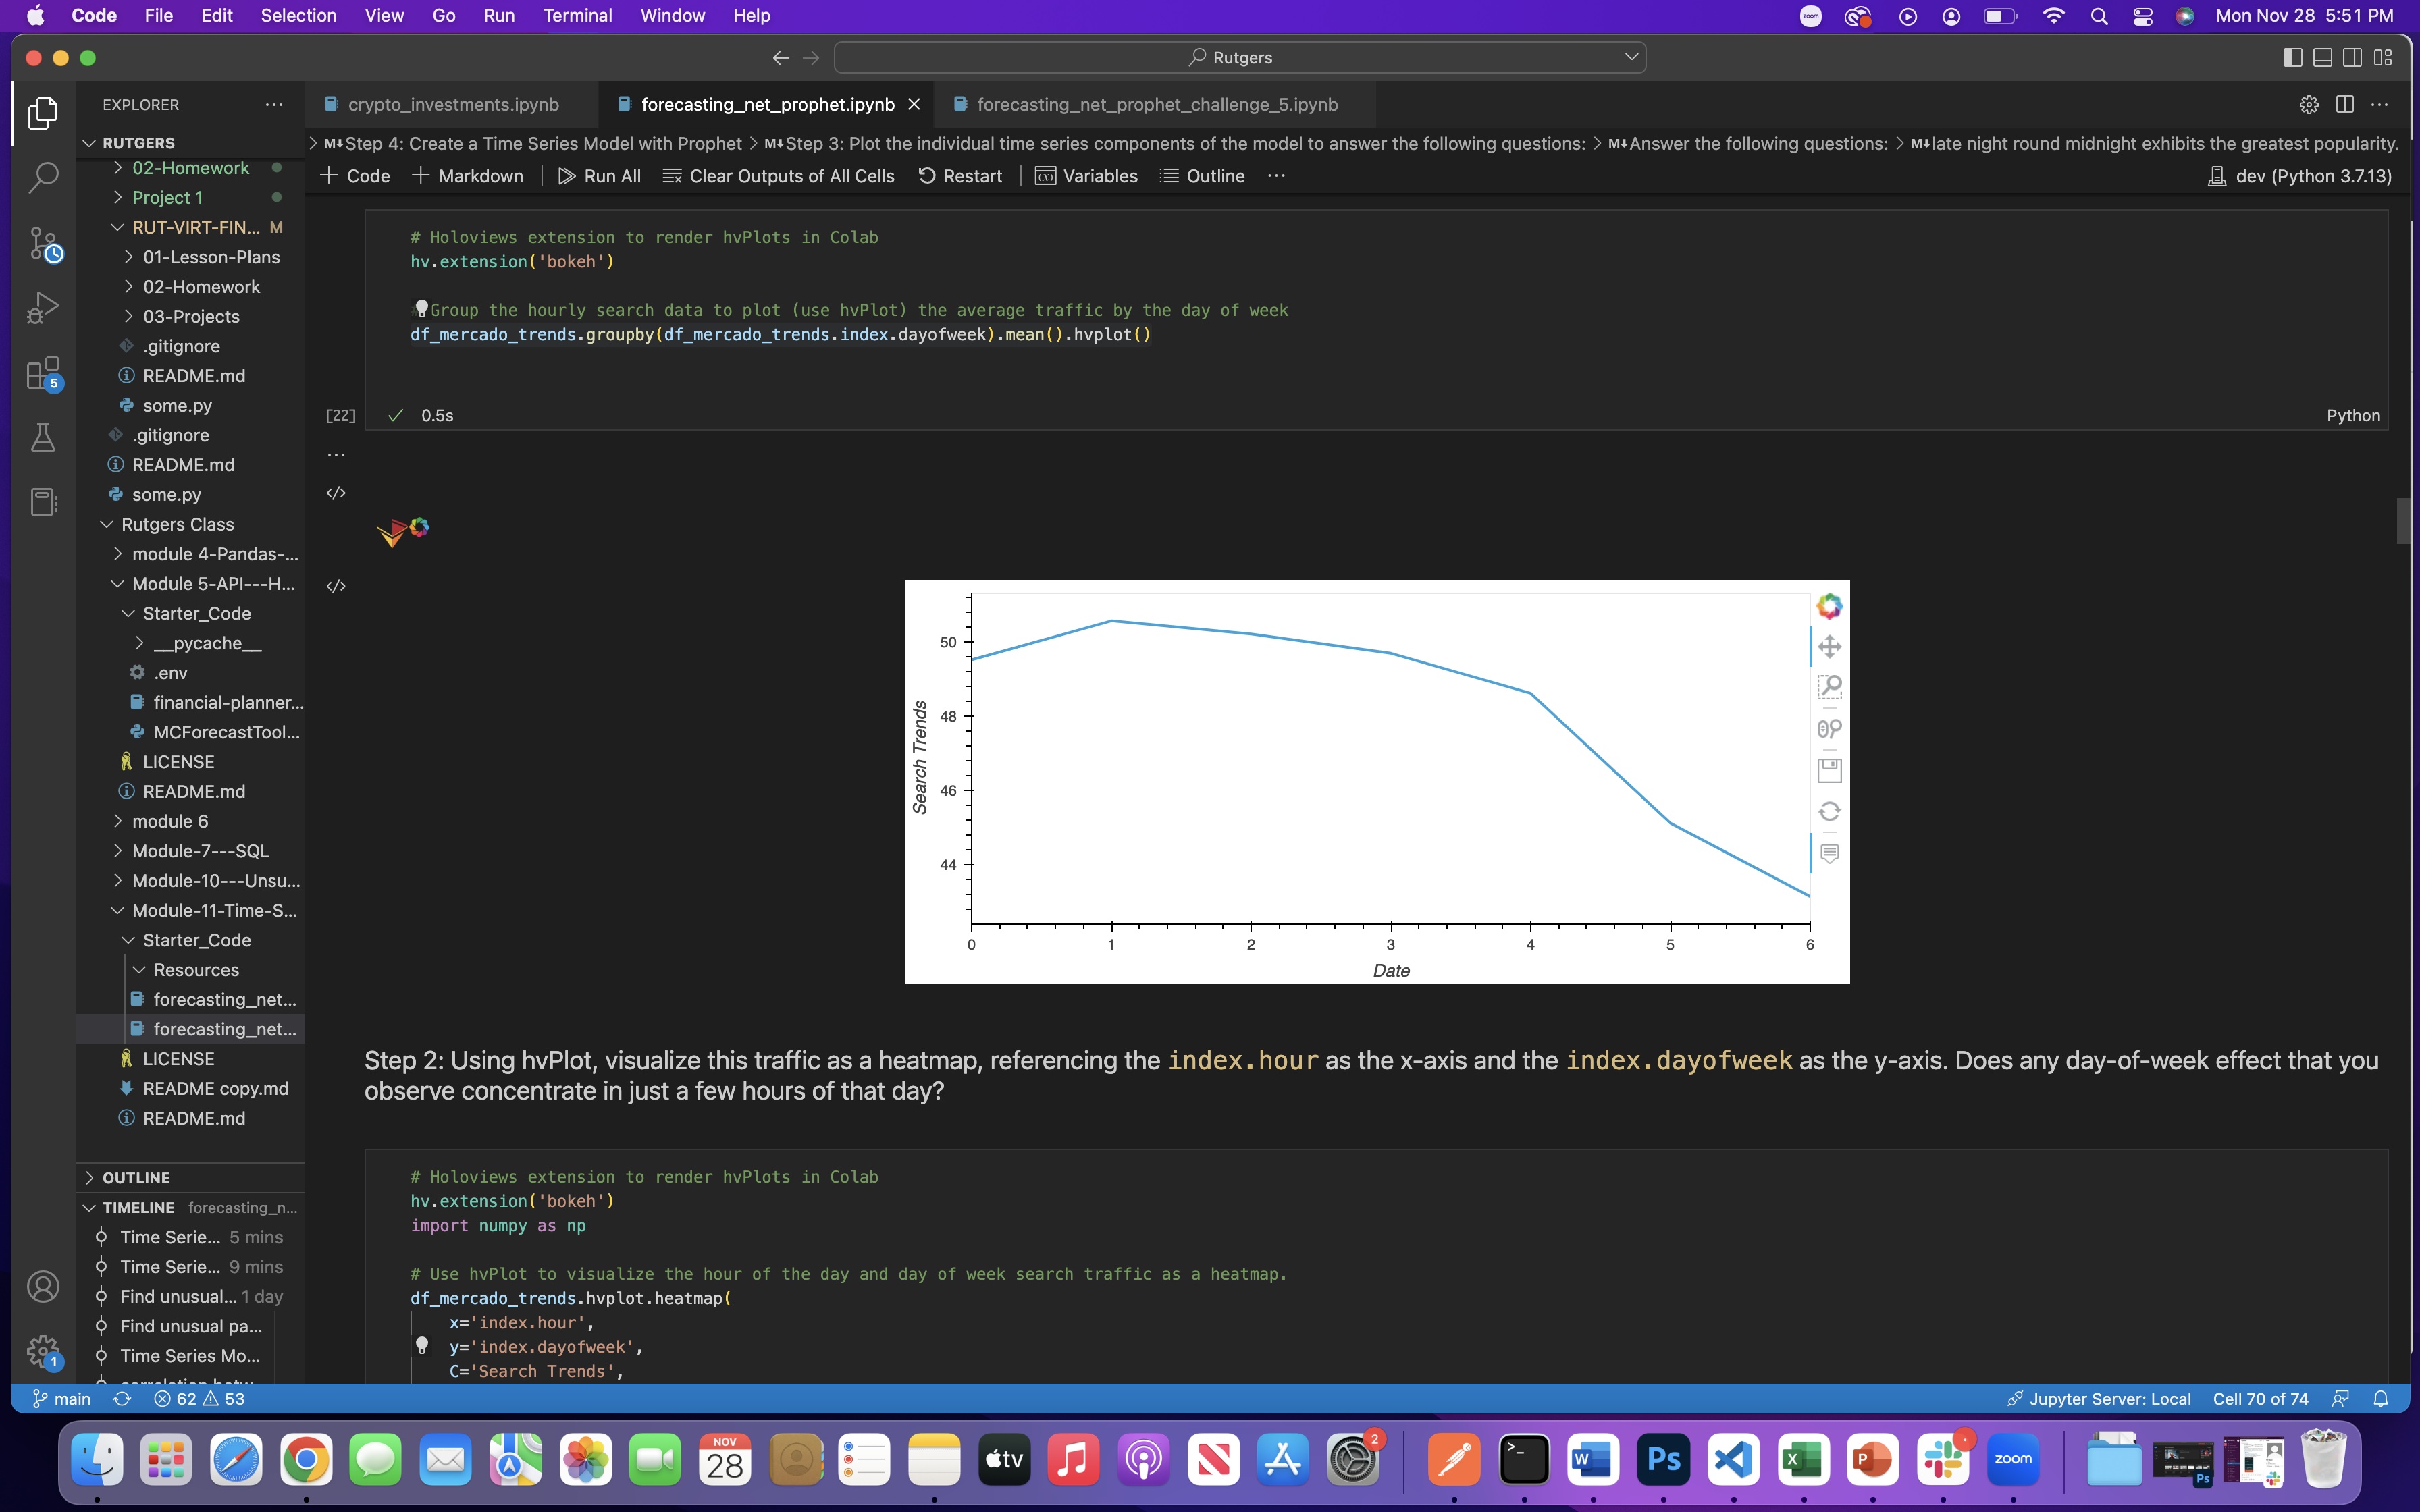 Code File Edit Selection View Go Run Terminal Window Help
zoom
Mon Nov 28 5:51 PM
Rutgers
EXPLORER
crypto_investments.ipynb
forecasting_net_prophet.ipynb
forecasting_net_prophet_challenge_5.ipynb
RUTGERS
M↓Step 4: Create a Time Series Model with Prophet > M↓Step 3: Plot the individual time series components of the model to answer the following questions: > M↓Answer the following questions: > M↓late night round midnight exhibits the greatest popularity.
+ Code + Markdown Run All Clear Outputs of All Cells Restart Variables Outline ...
dev (Python 3.7.13)
02-Homework
Project 1
RUT-VIRT-FIN... M
01-Lesson-Plans
02-Homework
03-Projects
.gitignore
README.md
some.py
.gitignore
README.md
some.py
Rutgers Class
module 4-Pandas-...
Module 5-API---H...
Starter_Code
__pycache__
.env
financial-planner...
MCForecastTool...
LICENSE
README.md
module 6
Module-7---SQL
Module-10---Unsu...
Module-11-Time-S...
Starter_Code
Resources
forecasting_net...
forecasting_net...
LICENSE
README copy.md
README.md
OUTLINE
TIMELINE forecasting_n...
Time Serie... 5 mins
Time Serie... 9 mins
Find unusual... 1 day
Find unusual pa...
Time Series Mo...
5
1
# Holoviews extension to render hvPlots in Colab
hv.extension('bokeh')
Group the hourly search data to plot (use hvPlot) the average traffic by the day of week
df_mercado_trends.groupby(df_mercado_trends.index.dayofweek).mean().hvplot()
[22]
0.5s
Python
...
</>
</>
50
48
46
44
Search Trends
0 1 2 3 4 5 6
Date
Step 2: Using hvPlot, visualize this traffic as a heatmap, referencing the index.hour as the x-axis and the index.dayofweek as the y-axis. Does any day-of-week effect that you
observe concentrate in just a few hours of that day?
# Holoviews extension to render hvPlots in Colab
hv.extension('bokeh')
import numpy as np
# Use hvPlot to visualize the hour of the day and day of week search traffic as a heatmap.
df_mercado_trends.hvplot.heatmap(
x='index.hour',
y='index.dayofweek',
C='Search Trends',
main
62 53
Jupyter Server: Local
Cell 70 of 74
NOV
28
tv
2
W
Ps
X
P
zoom
Ps